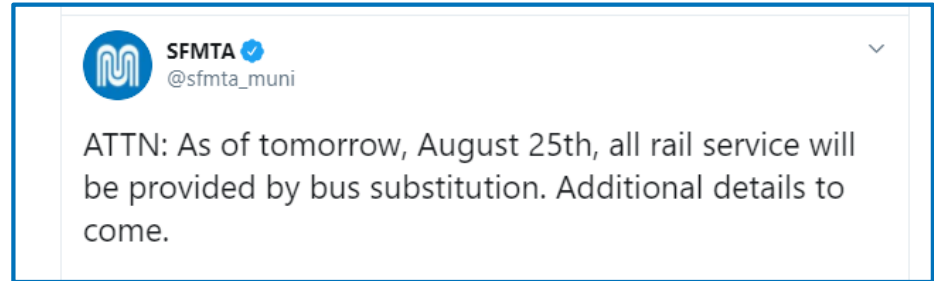 SFMTA
@sfmta_muni
ATTN: As of tomorrow, August 25th, all rail service will
be provided by bus substitution. Additional details to
come.